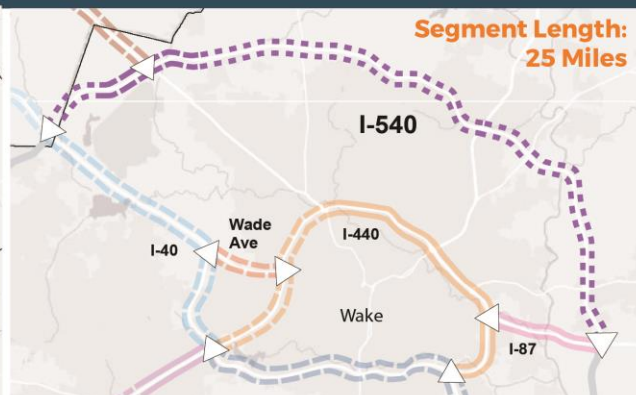 Segment Length:
25 Miles
I-540
Wade
Ave
I-440
I-40
Wake
I-87